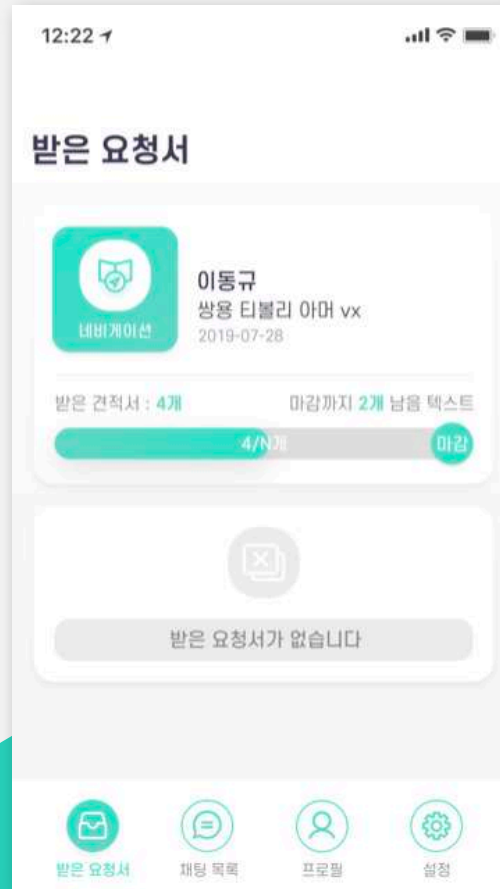 12:22
받은 요청서
네비게이션
이동규
쌍용 티볼리 아머 vx
2019-07-28
받은 견적서 : 4개
마감까지 2개 남음 텍스트
4/N개
마감
받은 요청서가 없습니다
받은 요청서
채팅 목록
프로필
설정